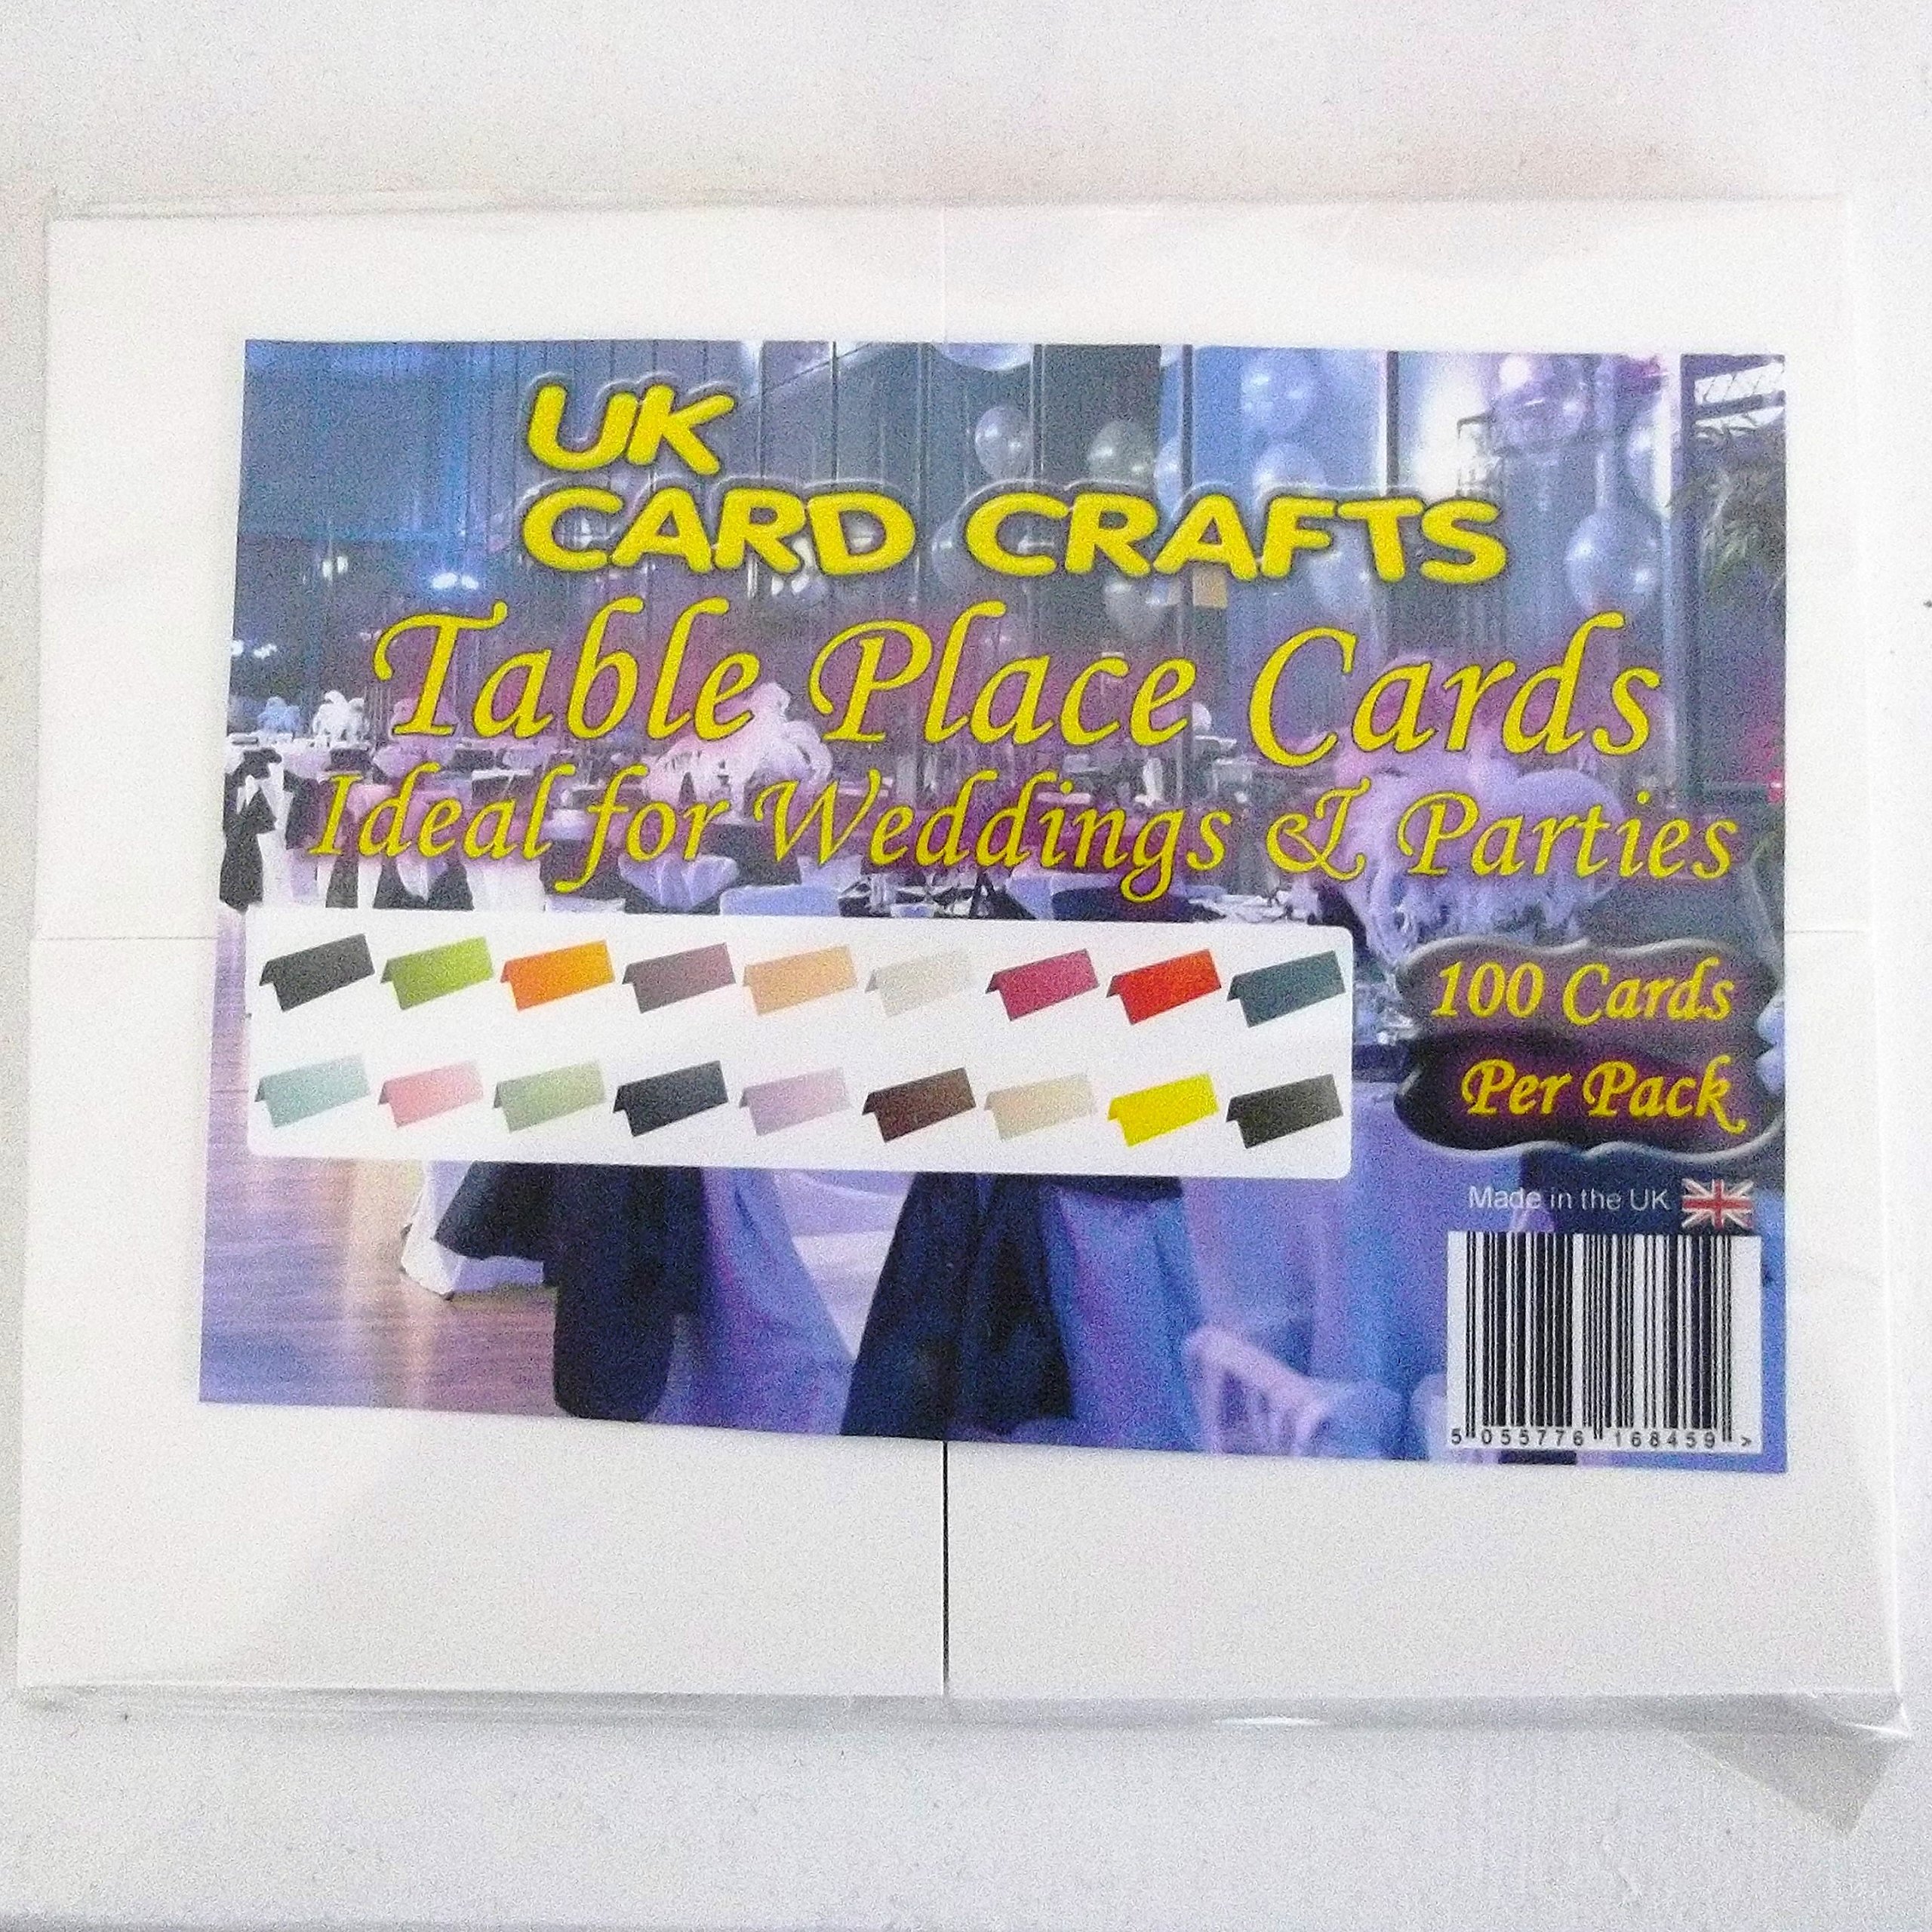 UK
CARD CRAFTS
Table Place Cards
Ideal for Weddings & Parties
100 Cards
Per Pack
Made in the UK
5 055776 168459 >